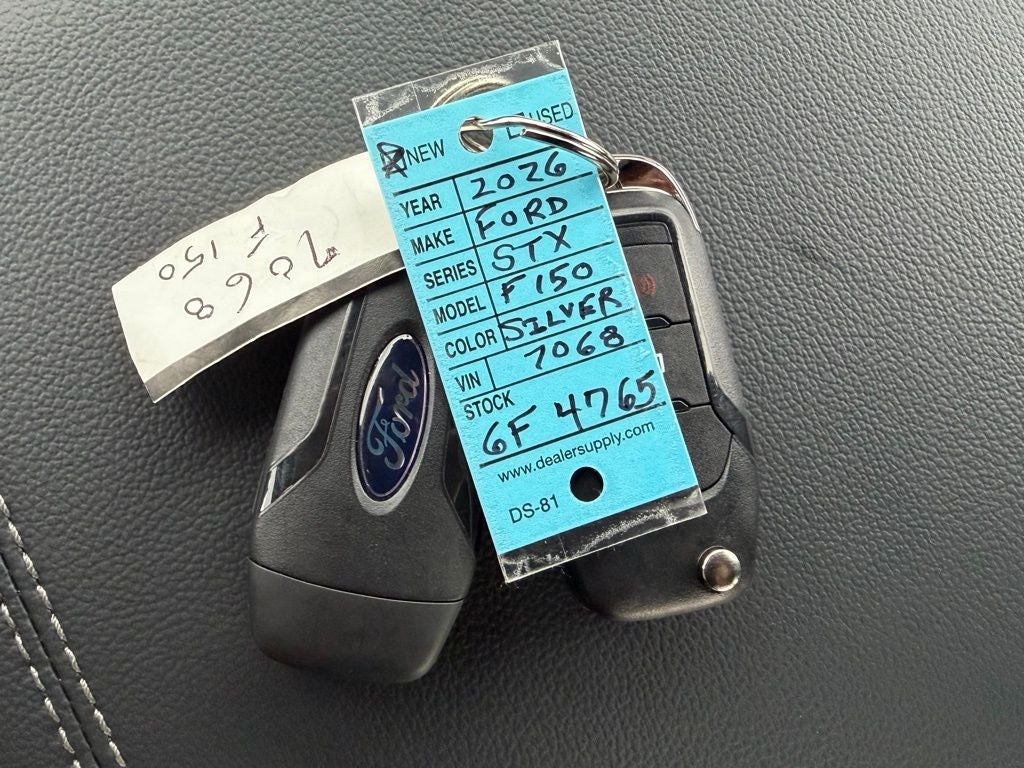 NEW USED
YEAR 2026
MAKE FORD
SERIES STX
MODEL F150
COLOR SILVER
VIN 7068
STOCK
6F 4765
www.dealersupply.com
DS-81
7068
F 150
Ford